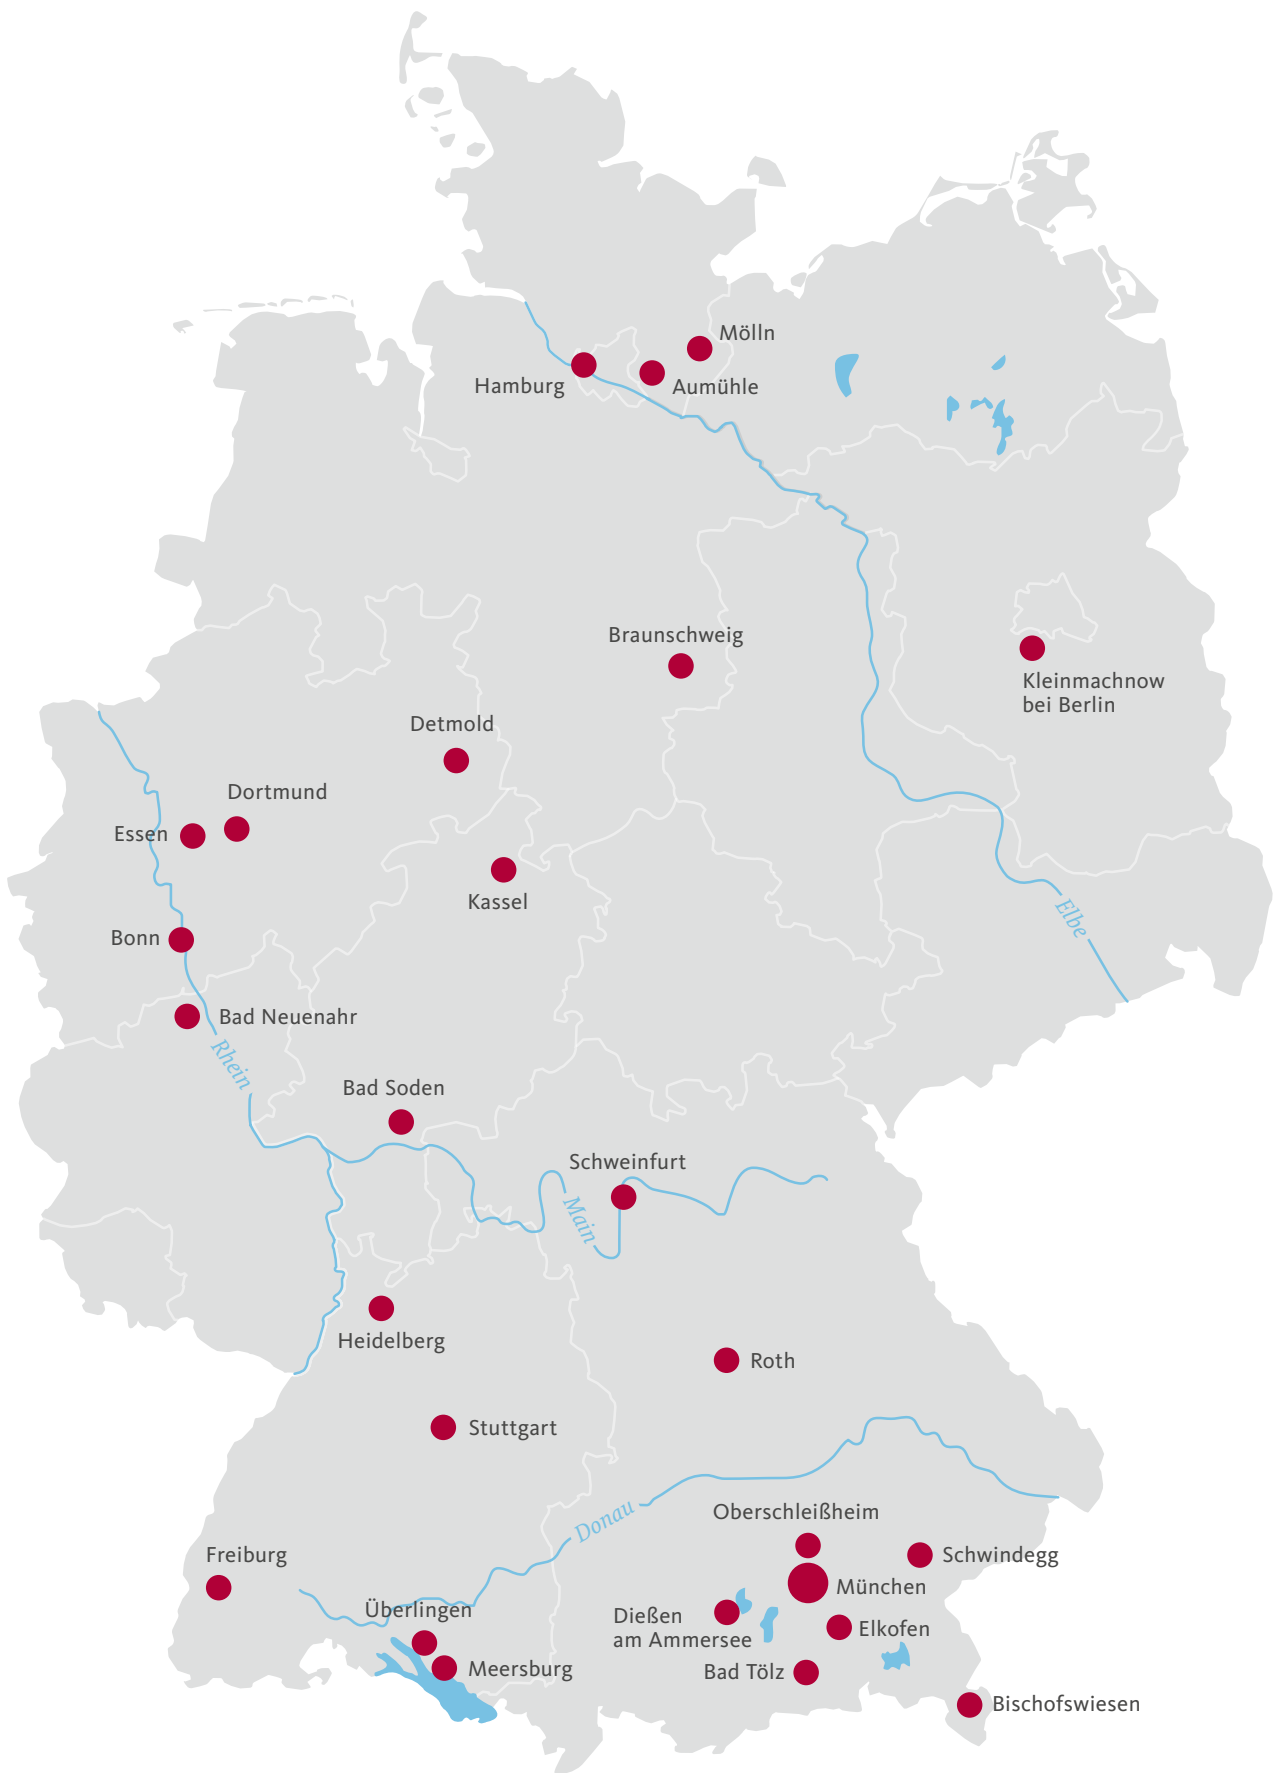 Mölln
Hamburg
Aumühle
Braunschweig
Kleinmachnow
bei Berlin
Detmold
Dortmund
Essen
Kassel
Elbe
Bonn
Bad Neuenahr
Rhein
Bad Soden
Schweinfurt
Main
Heidelberg
Roth
Stuttgart
Donau
Oberschleißheim
Freiburg
Schwindegg
München
Überlingen
Dießen
am Ammersee
Elkofen
Meersburg
Bad Tölz
Bischofswiesen